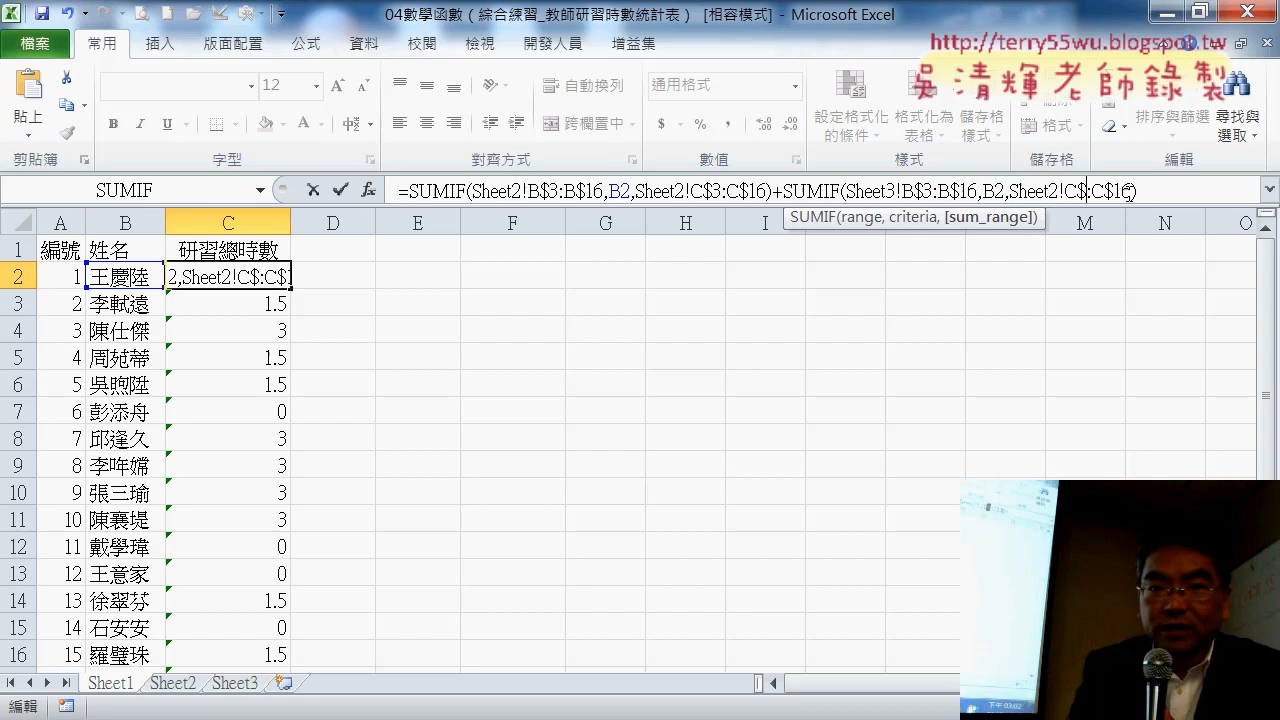 04數學函數（綜合練習_教師研習時數統計表） [相容模式] - Microsoft Excel
檔案 常用 插入 版面配置 公式 資料 校閱 檢視 開發人員 增益集
http://terry55wu.blogspot.tw
吳清輝老師錄製
貼上 12 自動換列 通用格式 設定格式化的條件 格式化為表格 儲存格樣式 格式 排序與篩選 尋找與選取
B I U 中 跨欄置中 $ % ,
剪貼簿 字型 對齊方式 數值 樣式 儲存格 編輯
SUMIF fx =SUMIF(Sheet2!B$3:B$16,B2,Sheet2!C$3:C$16)+SUMIF(Sheet3!B$3:B$16,B2,Sheet2!C$:C$16)
SUMIF(range, criteria, [sum_range])
A B C D E F G H I M N O
1 編號 姓名 研習總時數
2 1 王慶陸 2,Sheet2!C$:C$
3 2 李軾遠 1.5
4 3 陳仕傑 3
5 4 周苑蒂 1.5
6 5 吳煦陞 1.5
7 6 彭添舟 0
8 7 邱逢久 3
9 8 李哖嫦 3
10 9 張三瑜 3
11 10 陳襄堤 3
12 11 戴學瑋 0
13 12 王意家 0
14 13 徐翠芬 1.5
15 14 石安安 0
16 15 羅璧珠 1.5
Sheet1 Sheet2 Sheet3
編輯
下午 03:02